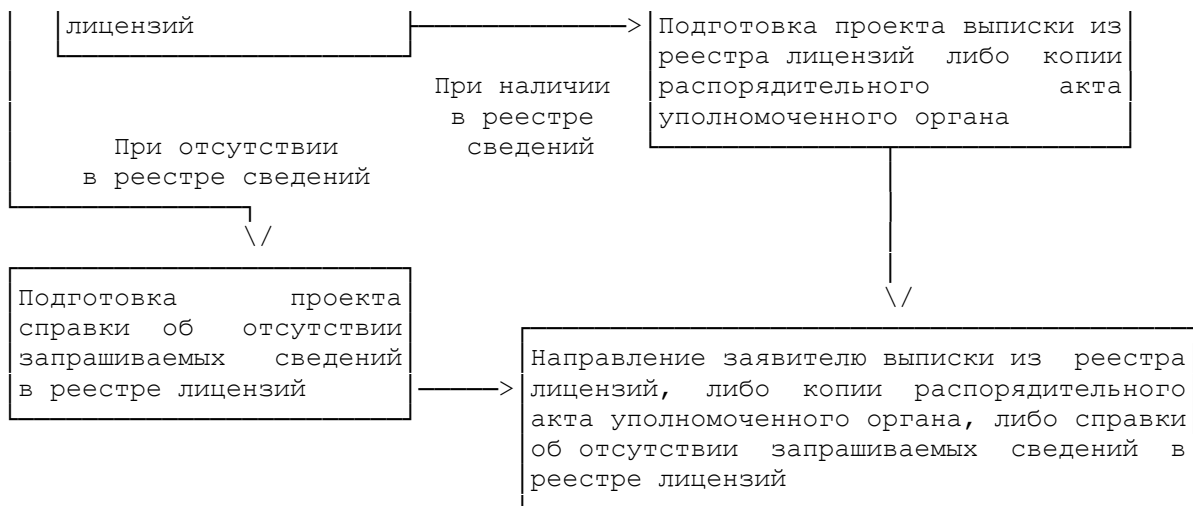 лицензий
Подготовка проекта выписки из
реестра лицензий либо копии
распорядительного акта
уполномоченного органа
При наличии
в реестре
сведений
При отсутствии
в реестре сведений
Подготовка проекта
справки об отсутствии
запрашиваемых сведений
в реестре лицензий
Направление заявителю выписки из реестра
лицензий, либо копии распорядительного
акта уполномоченного органа, либо справки
об отсутствии запрашиваемых сведений в
реестре лицензий